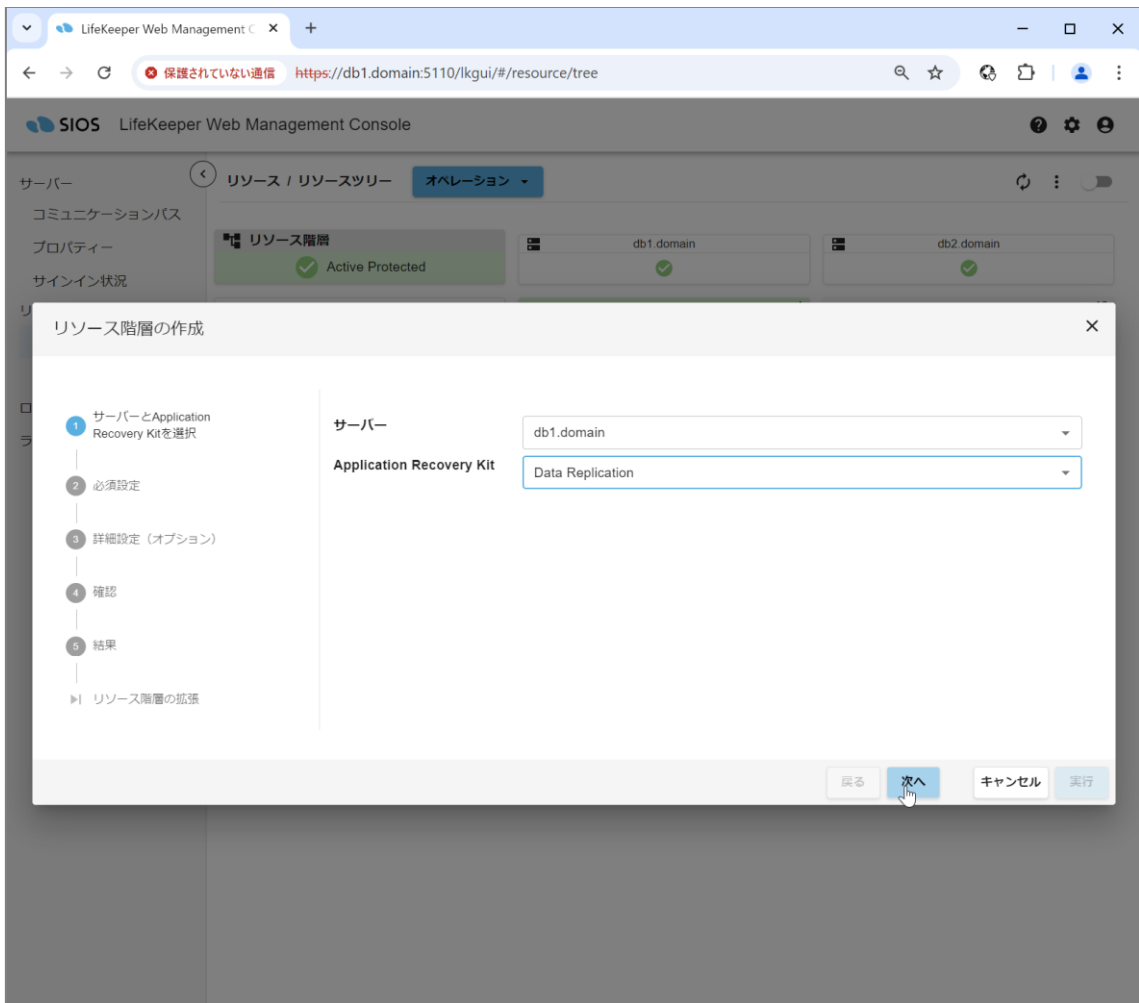 LifeKeeper Web Management C
保護されていない通信 https://db1.domain:5110/lkgui/#/resource/tree
SIOS LifeKeeper Web Management Console
サーバー
コミュニケーションパス
プロパティー
サインイン状況
リソース / リソースツリー オペレーション
リソース階層 db1.domain db2.domain
Active Protected
リ
ロ
ラ
リソース階層の作成
1 サーバーとApplication
Recovery Kitを選択
2 必須設定
3 詳細設定（オプション）
4 確認
5 結果
リソース階層の拡張
サーバー db1.domain
Application Recovery Kit Data Replication
戻る 次へ キャンセル 実行